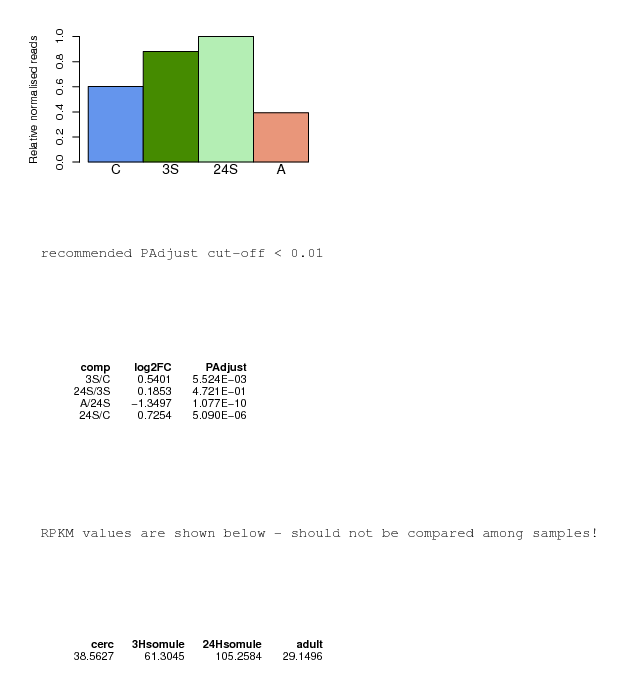 Relative normalised reads
1.0
0.8
0.6
0.4
0.2
0.0
C 3S 24S A
recommended PAdjust cut-off < 0.01
comp log2FC PAdjust
3S/C 0.5401 5.524E−03
24S/3S 0.1853 4.721E−01
A/24S −1.3497 1.077E−10
24S/C 0.7254 5.090E−06
RPKM values are shown below - should not be compared among samples!
cerc 3Hsomule 24Hsomule adult
38.5627 61.3045 105.2584 29.1496